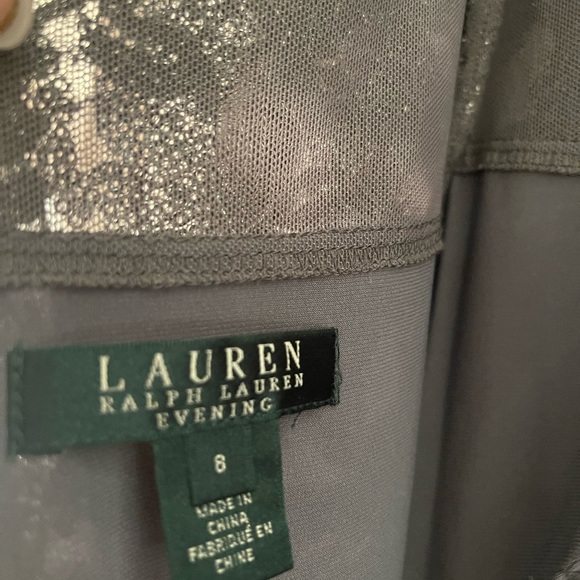 LAUREN
RALPH LAUREN
EVENING
8
MADE IN
CHINA
FABRIQUÉ EN
CHINE